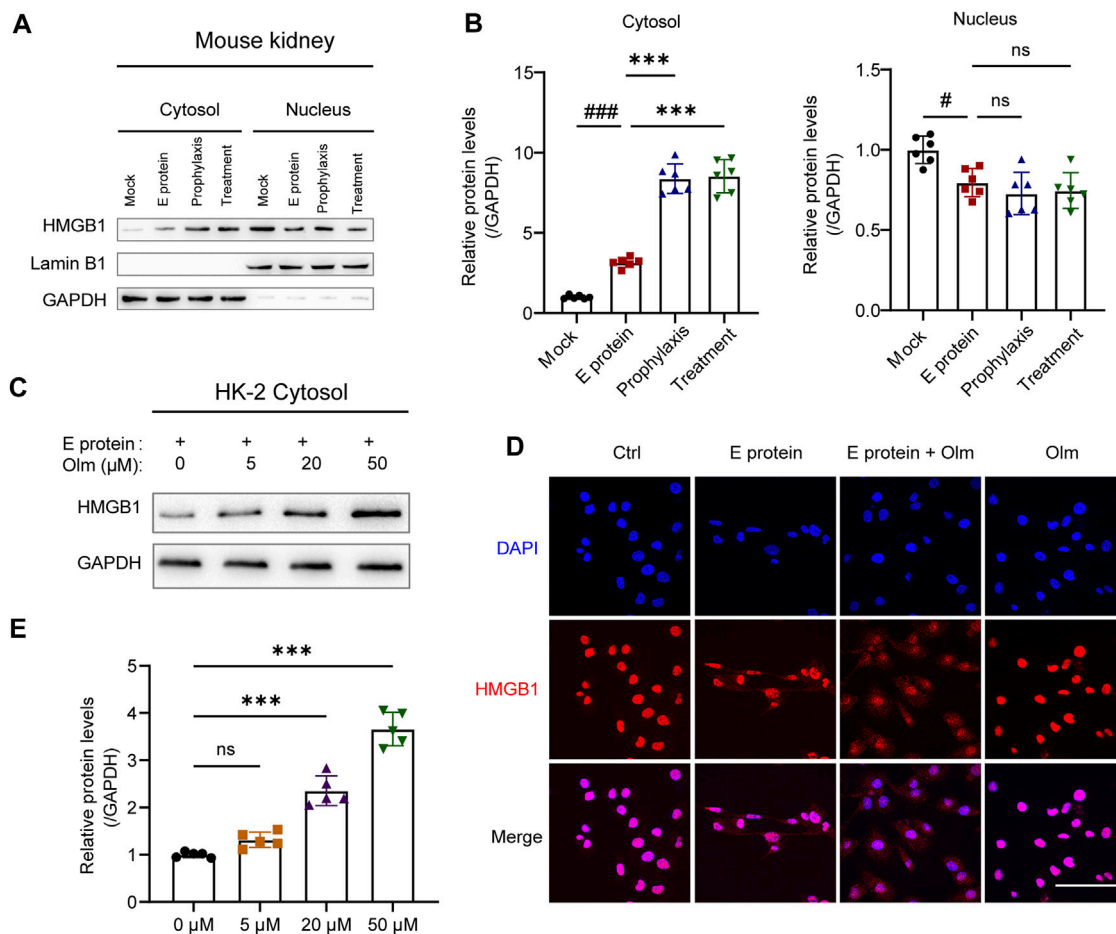 A
Mouse kidney
Cytosol Nucleus
Mock E protein Prophylaxis Treatment Mock E protein Prophylaxis Treatment
HMGB1
Lamin B1
GAPDH
B
Cytosol
Relative protein levels
(/GAPDH)
15
10
5
0
***
### ***
Mock E protein Prophylaxis Treatment
Nucleus
Relative protein levels
(/GAPDH)
1.5
1.0
0.5
0.0
ns
# ns
Mock E protein Prophylaxis Treatment
C
HK-2 Cytosol
E protein : + + + +
Olm (µM): 0 5 20 50
HMGB1
GAPDH
D
Ctrl E protein E protein + Olm Olm
DAPI
HMGB1
Merge
E
Relative protein levels
(/GAPDH)
5
4
3
2
1
0
***
***
ns
0 µM 5 µM 20 µM 50 µM